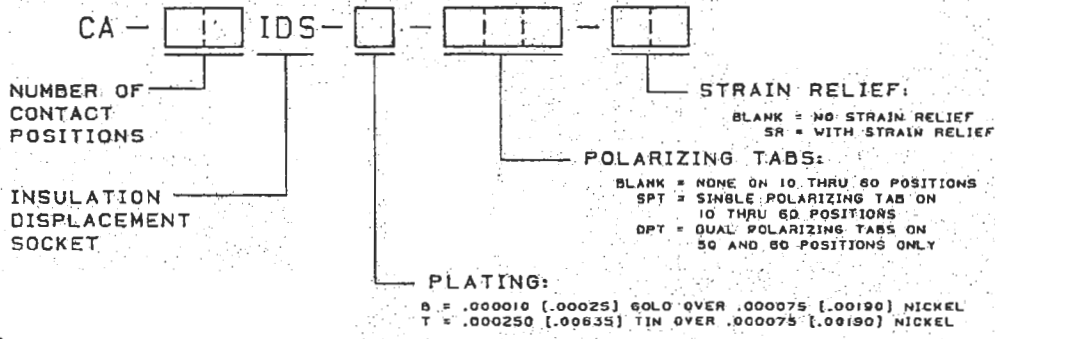 CA - IDS - - -
NUMBER OF
CONTACT
POSITIONS
INSULATION
DISPLACEMENT
SOCKET
STRAIN RELIEF:
BLANK = NO STRAIN RELIEF
SR = WITH STRAIN RELIEF
POLARIZING TABS:
BLANK = NONE ON 10 THRU 60 POSITIONS
SPT = SINGLE POLARIZING TAB ON
10 THRU 60 POSITIONS
DPT = DUAL POLARIZING TABS ON
50 AND 60 POSITIONS ONLY
PLATING:
B = .000010 [.00025] GOLD OVER .000075 [.00190] NICKEL
T = .000250 [.00635] TIN OVER .000075 [.00190] NICKEL